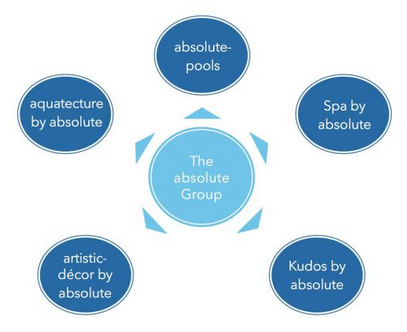 absolute-
pools
aquatecture
by absolute
Spa by
absolute
The
absolute
Group
artistic-
décor by
absolute
Kudos by
absolute